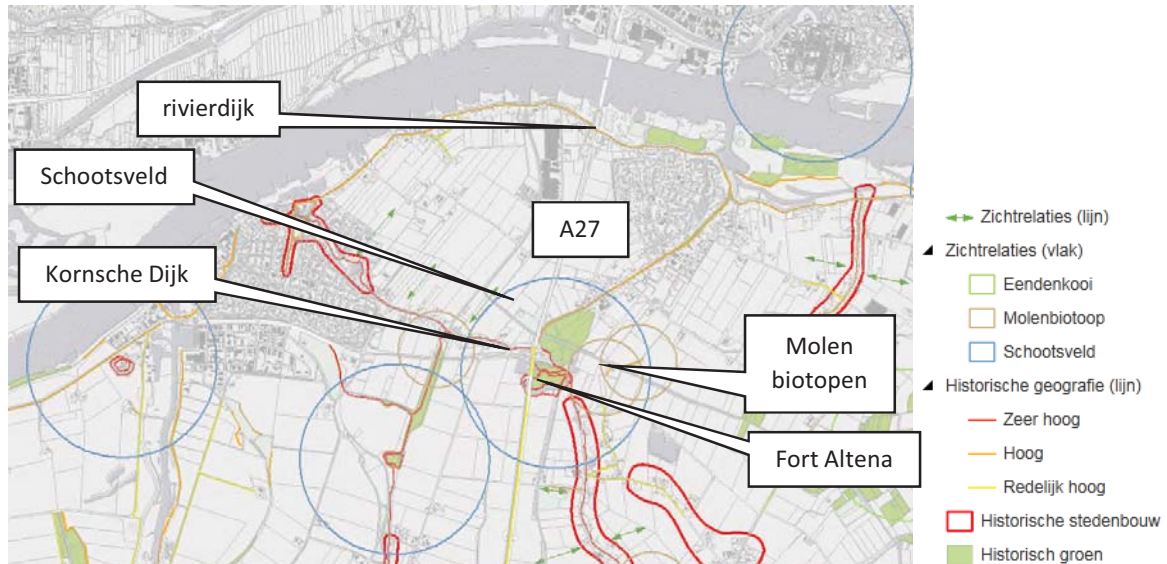 rivierdijk
Schootsveld
A27
Kornsche Dijk
Molen
biotopen
Fort Altena
Zichtrelaties (lijn)
Zichtrelaties (vlak)
Eendenkooi
Molenbiotoop
Schootsveld
Historische geografie (lijn)
Zeer hoog
Hoog
Redelijk hoog
Historische stedenbouw
Historisch groen